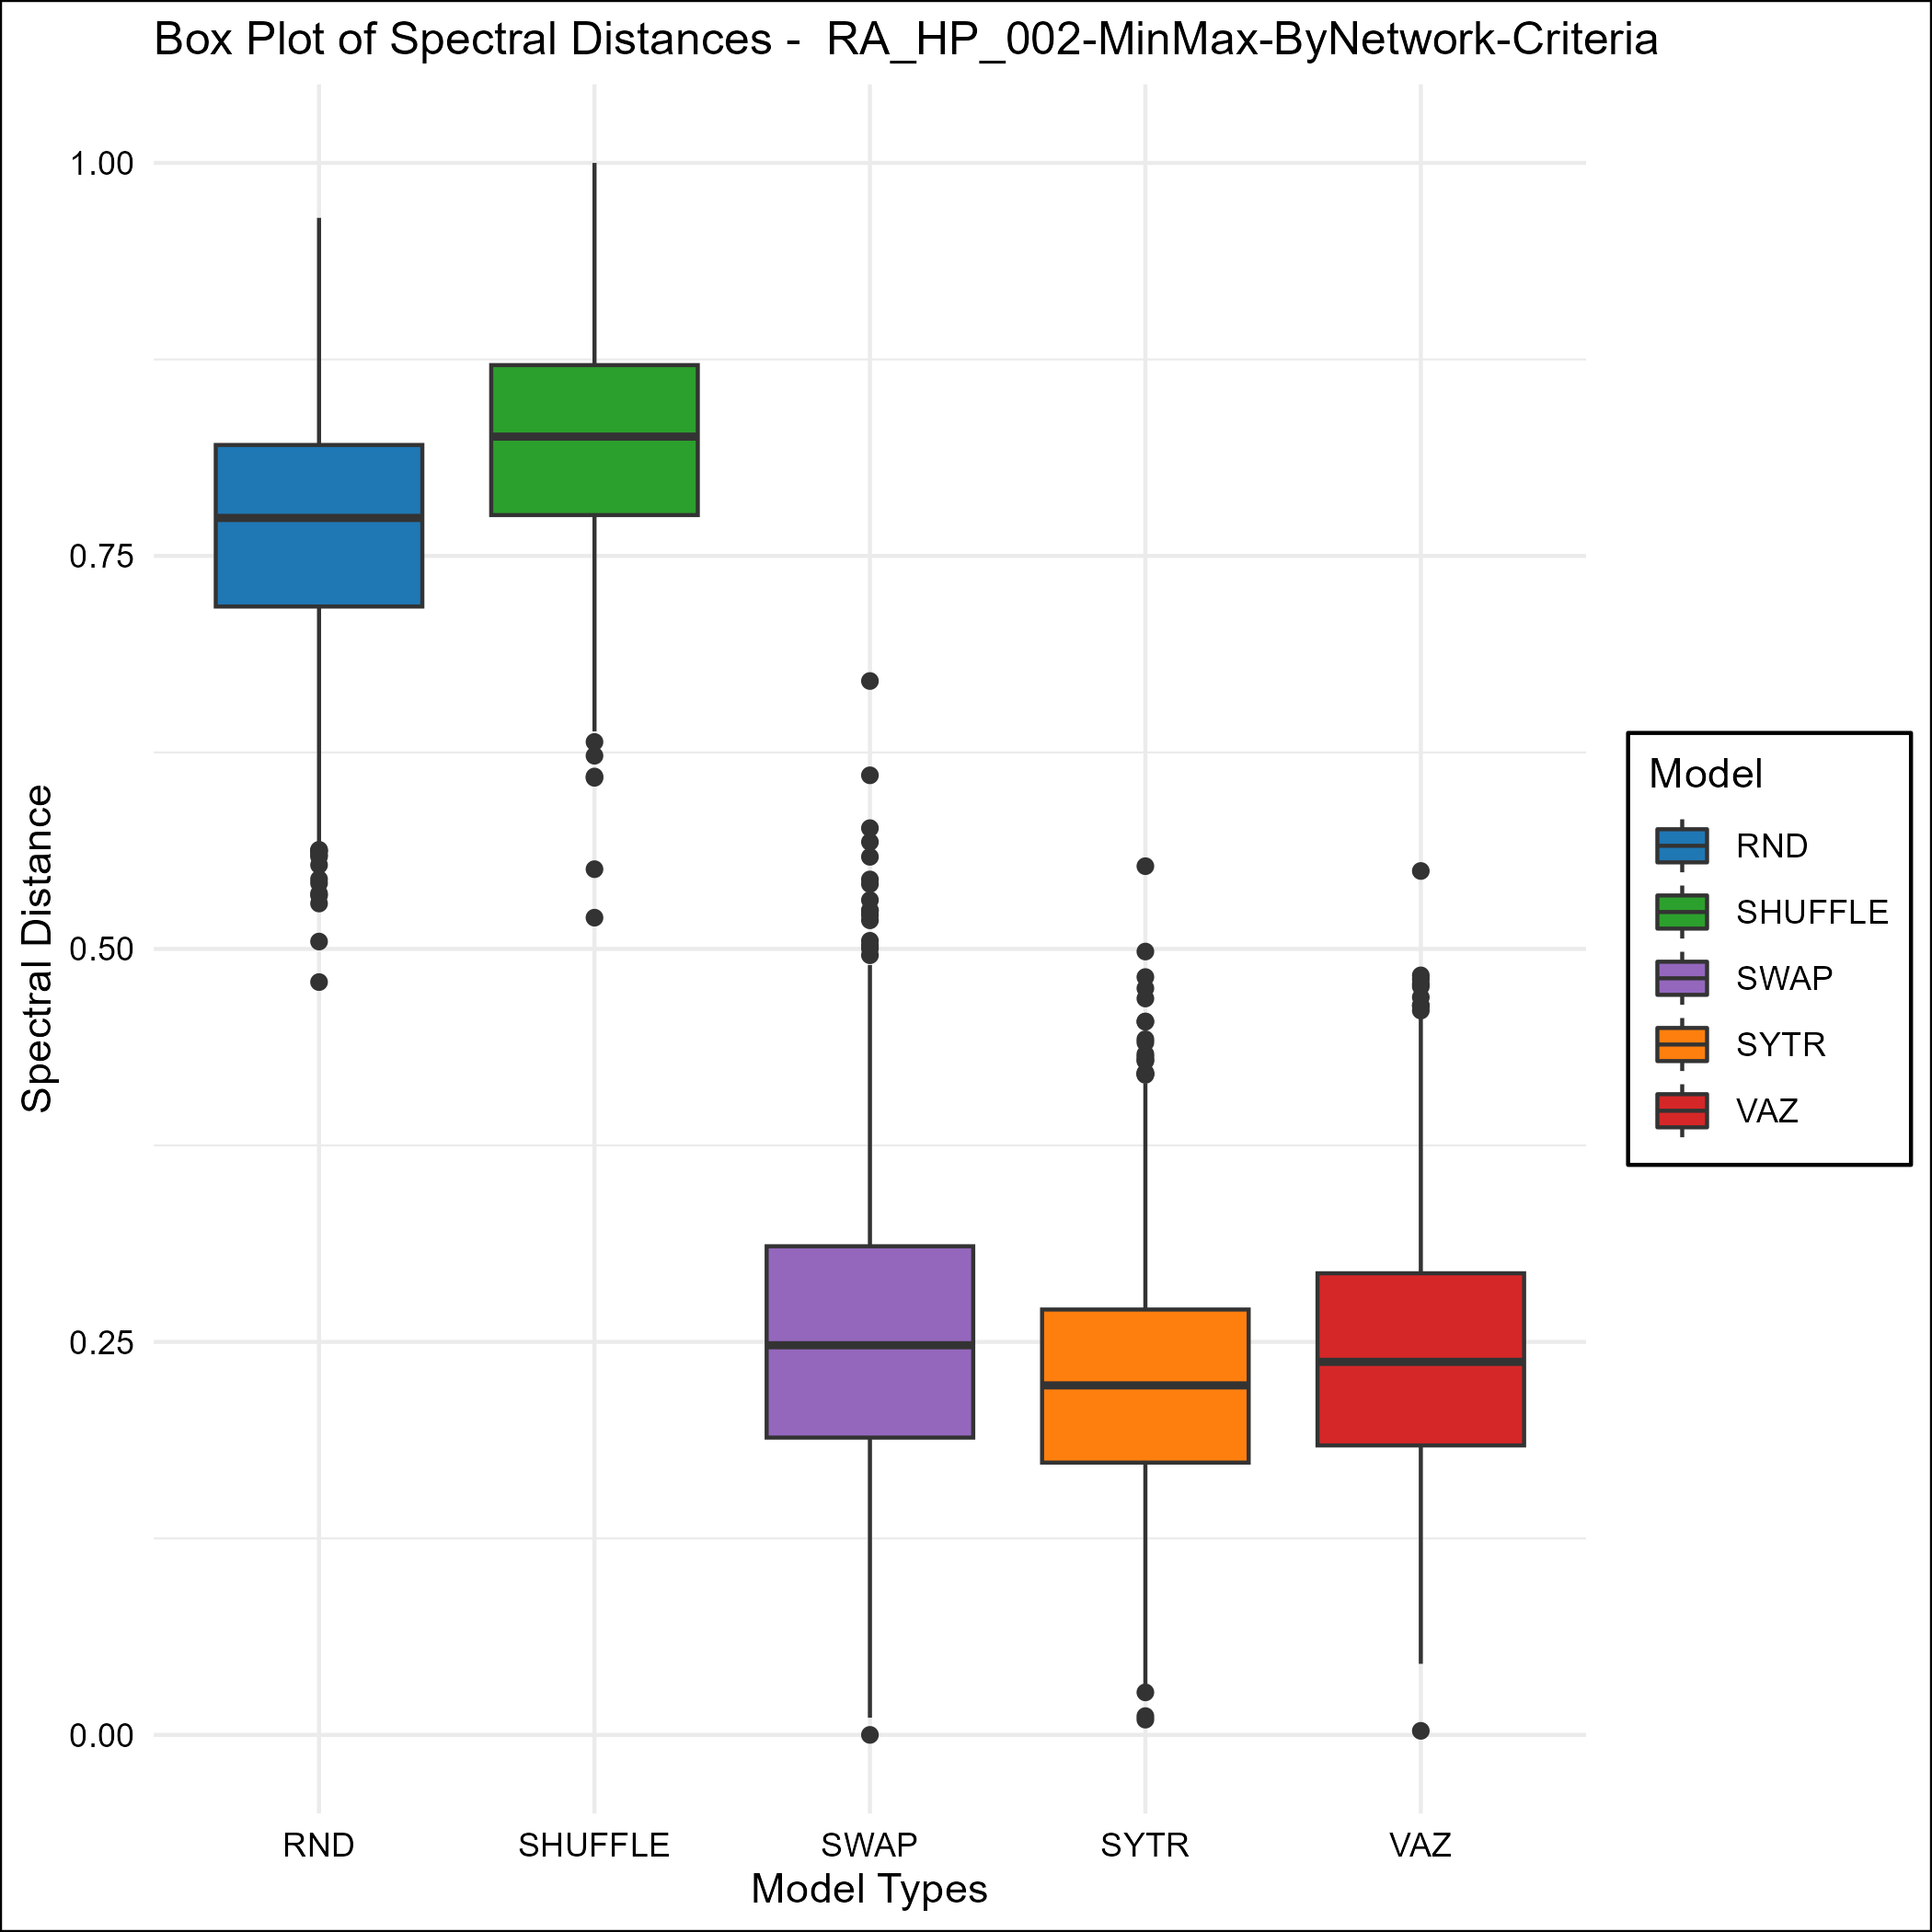 Box Plot of Spectral Distances -  RA_HP_002-MinMax-ByNetwork-Criteria
Spectral Distance
1.00
0.75
0.50
0.25
0.00
RND SHUFFLE SWAP SYTR VAZ
Model Types
Model
RND
SHUFFLE
SWAP
SYTR
VAZ